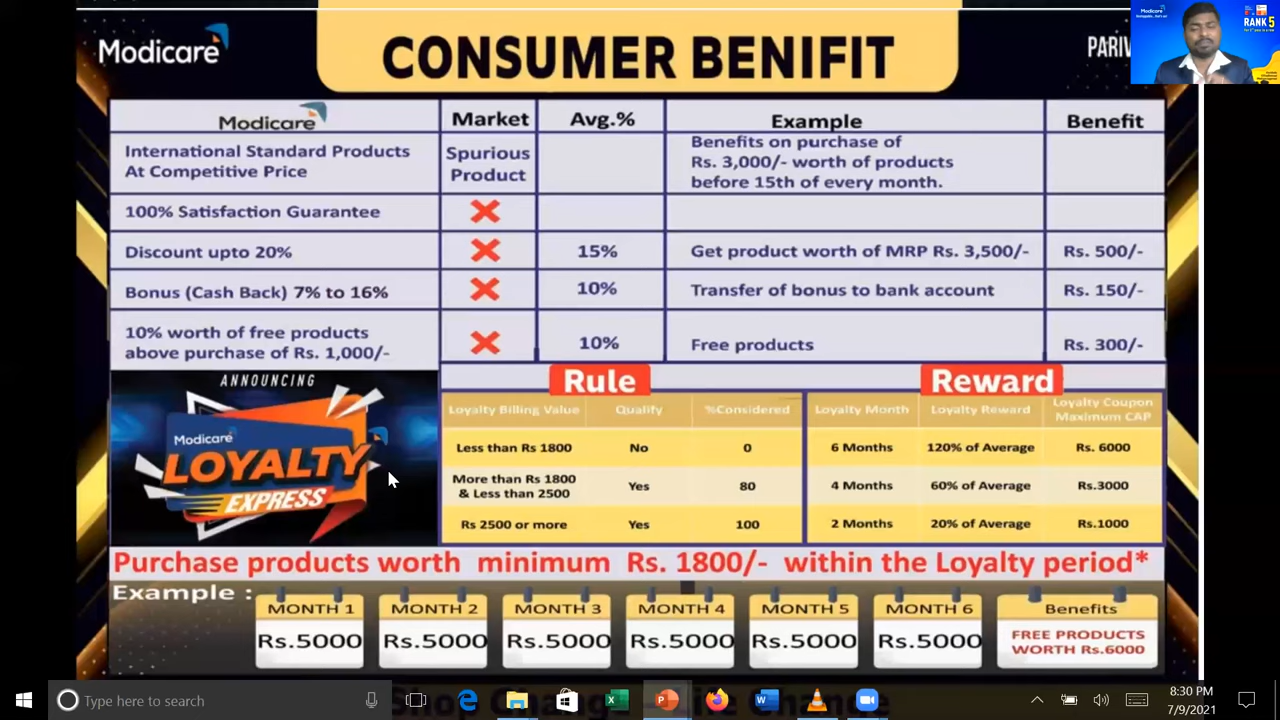 Modicare
CONSUMER BENIFIT
PARIV
Modicare
RANK 5
Modicare
Market
Avg.%
Example
Benefit
International Standard Products
At Competitive Price
Spurious
Product
Benefits on purchase of
Rs. 3,000/- worth of products
before 15th of every month.
100% Satisfaction Guarantee
Discount upto 20%
15%
Get product worth of MRP Rs. 3,500/-
Rs. 500/-
Bonus (Cash Back) 7% to 16%
10%
Transfer of bonus to bank account
Rs. 150/-
10% worth of free products
above purchase of Rs. 1,000/-
10%
Free products
Rs. 300/-
ANNOUNCING
Modicare
LOYALTY
EXPRESS
Rule
Reward
Loyalty Billing Value
Qualify
%Considered
Loyalty Month
Loyalty Reward
Loyalty Coupon
Maximum CAP
Less than Rs 1800
No
0
6 Months
120% of Average
Rs. 6000
More than Rs 1800
& Less than 2500
Yes
80
4 Months
60% of Average
Rs.3000
Rs 2500 or more
Yes
100
2 Months
20% of Average
Rs.1000
Purchase products worth minimum Rs. 1800/- within the Loyalty period*
Example :
MONTH 1
MONTH 2
MONTH 3
MONTH 4
MONTH 5
MONTH 6
Benefits
Rs.5000
Rs.5000
Rs.5000
Rs.5000
Rs.5000
Rs.5000
FREE PRODUCTS
WORTH Rs.6000
Type here to search
8:30 PM
7/9/2021